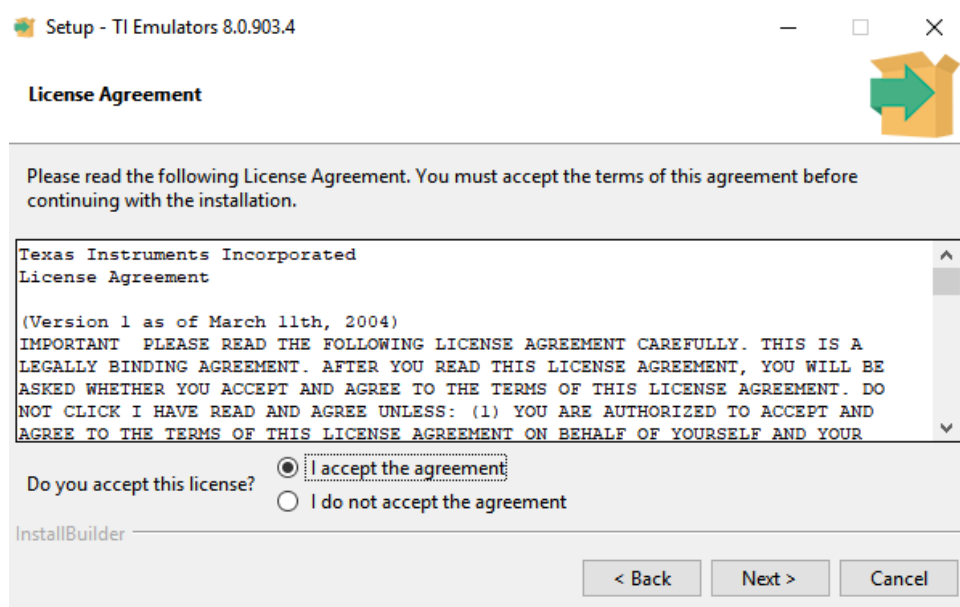 Setup - TI Emulators 8.0.903.4
License Agreement
Please read the following License Agreement. You must accept the terms of this agreement before
continuing with the installation.
Texas Instruments Incorporated
License Agreement
(Version 1 as of March 11th, 2004)
IMPORTANT  PLEASE READ THE FOLLOWING LICENSE AGREEMENT CAREFULLY. THIS IS A
LEGALLY BINDING AGREEMENT. AFTER YOU READ THIS LICENSE AGREEMENT, YOU WILL BE
ASKED WHETHER YOU ACCEPT AND AGREE TO THE TERMS OF THIS LICENSE AGREEMENT. DO
NOT CLICK I HAVE READ AND AGREE UNLESS: (1) YOU ARE AUTHORIZED TO ACCEPT AND
AGREE TO THE TERMS OF THIS LICENSE AGREEMENT ON BEHALF OF YOURSELF AND YOUR
Do you accept this license?
I accept the agreement
I do not accept the agreement
InstallBuilder
< Back
Next >
Cancel